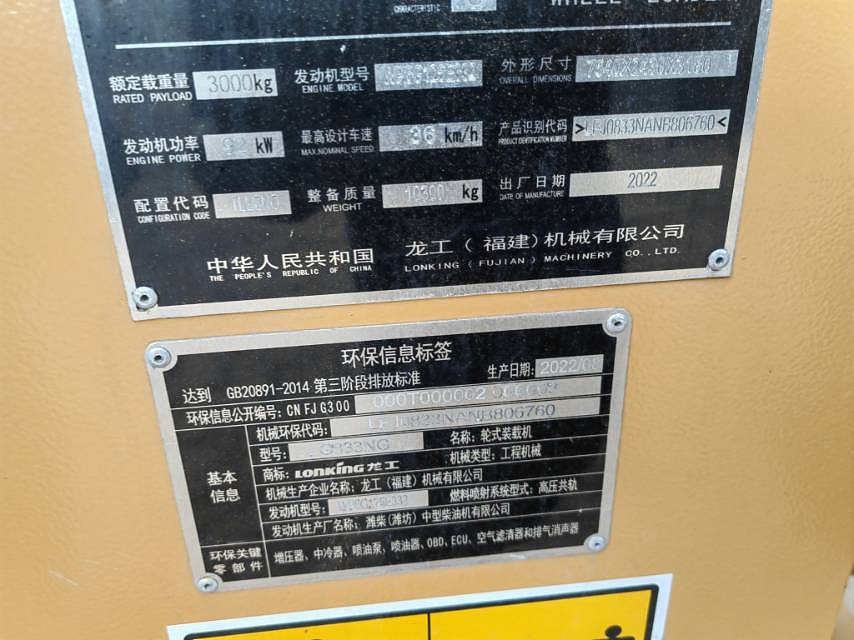 CHARACTERISTIC
WHEEL LOADER
额定载重量 3000kg 发动机型号 外形尺寸
RATED PAYLOAD ENGINE MODEL OVERALL DIMENSIONS
发动机功率 92 kW 最高设计车速 36 km/h 产品识别代码 >LFJ0833NANB806760<
ENGINE POWER MAX.NOMINAL SPEED PRODUCT IDENTIFICATION NUMBER
配置代码 整备质量 10300 kg 出厂日期 2022
CONFIGURATION CODE WEIGHT DATE OF MANUFACTURE
中华人民共和国 龙工（福建）机械有限公司
THE PEOPLE'S REPUBLIC OF CHINA LONKING (FUJIAN) MACHINERY CO.,LTD.
环保信息标签
达到 GB20891-2014 第三阶段排放标准 生产日期:
环保信息公开编号: CN FJ G3 00 000T000002
机械环保代码: LFJ0833NANB806760
型号: G833NG 名称: 轮式装载机
商标: LONKING 龙工 机械类型: 工程机械
基本信息
机械生产企业名称: 龙工（福建）机械有限公司
发动机型号: 燃料喷射系统型式: 高压共轨
发动机生产厂名称: 潍柴(潍坊)中型柴油机有限公司
环保关键零部件
增压器、中冷器、喷油泵、喷油器、OBD、ECU、空气滤清器和排气消声器